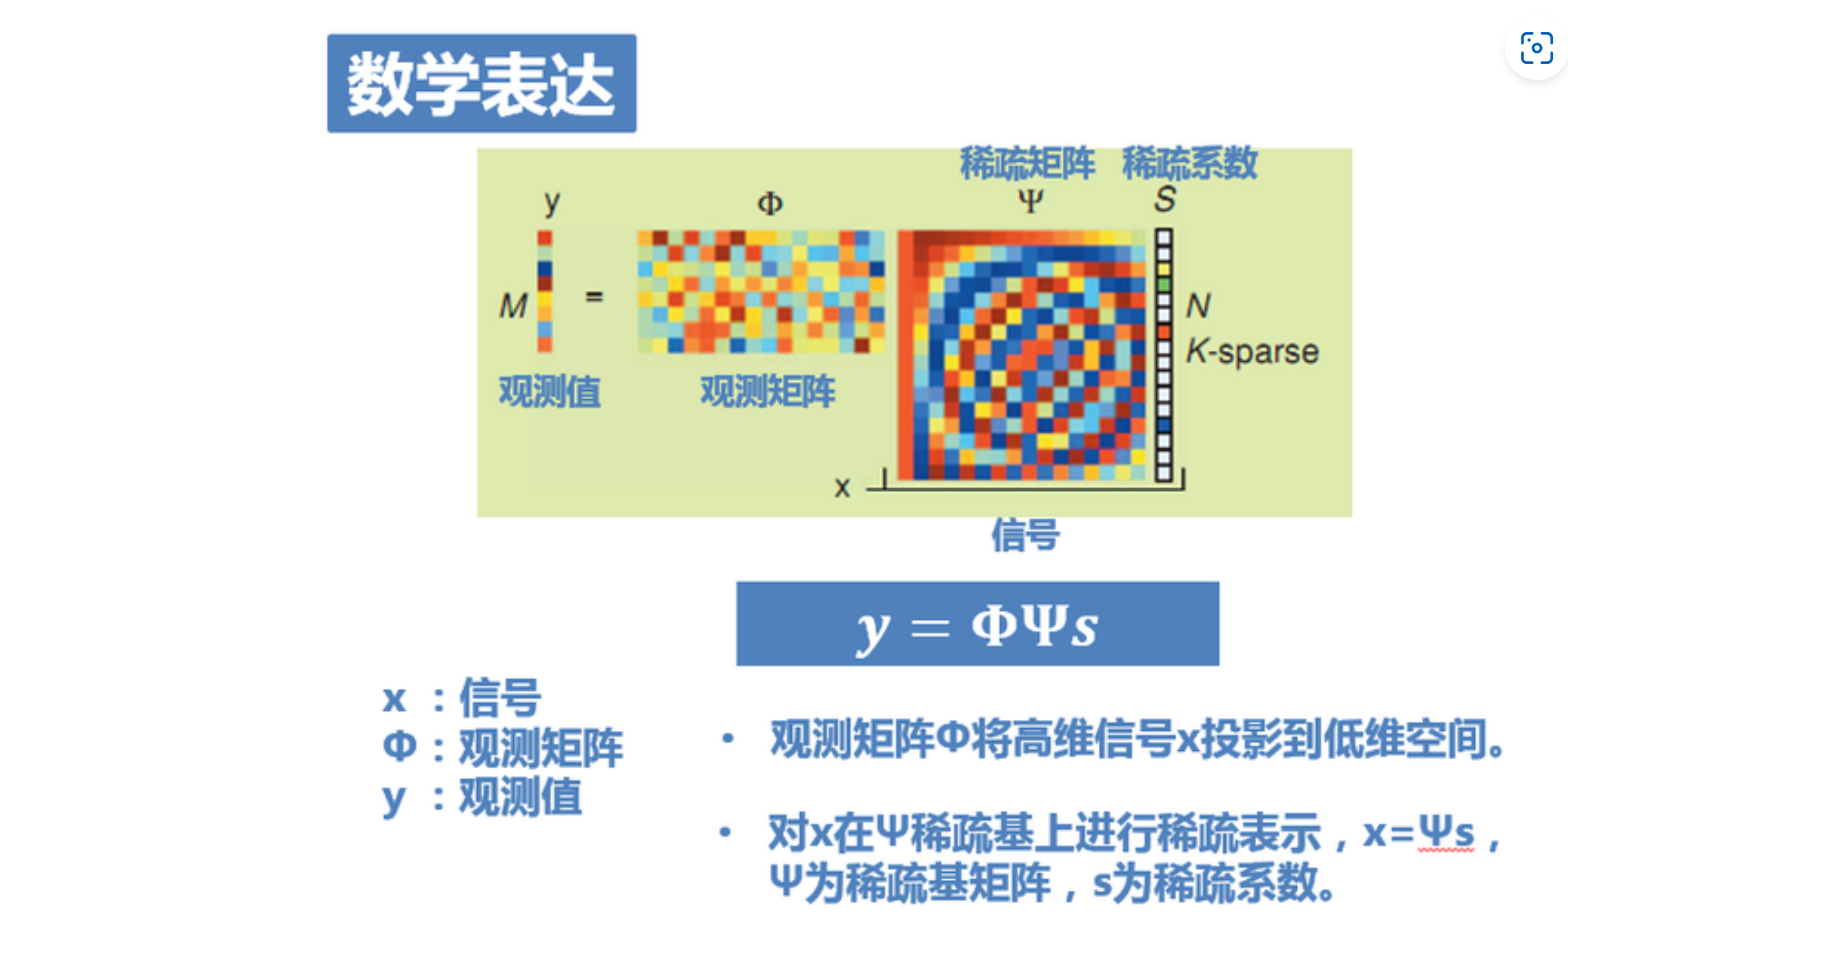 数学表达
稀疏矩阵 稀疏系数
y Φ Ψ S
M = N
K-sparse
观测值 观测矩阵
x
信号
y = ΦΨs
x ：信号
Φ：观测矩阵
y ：观测值
• 观测矩阵Φ将高维信号x投影到低维空间。
• 对x在Ψ稀疏基上进行稀疏表示，x=Ψs，
Ψ为稀疏基矩阵，s为稀疏系数。